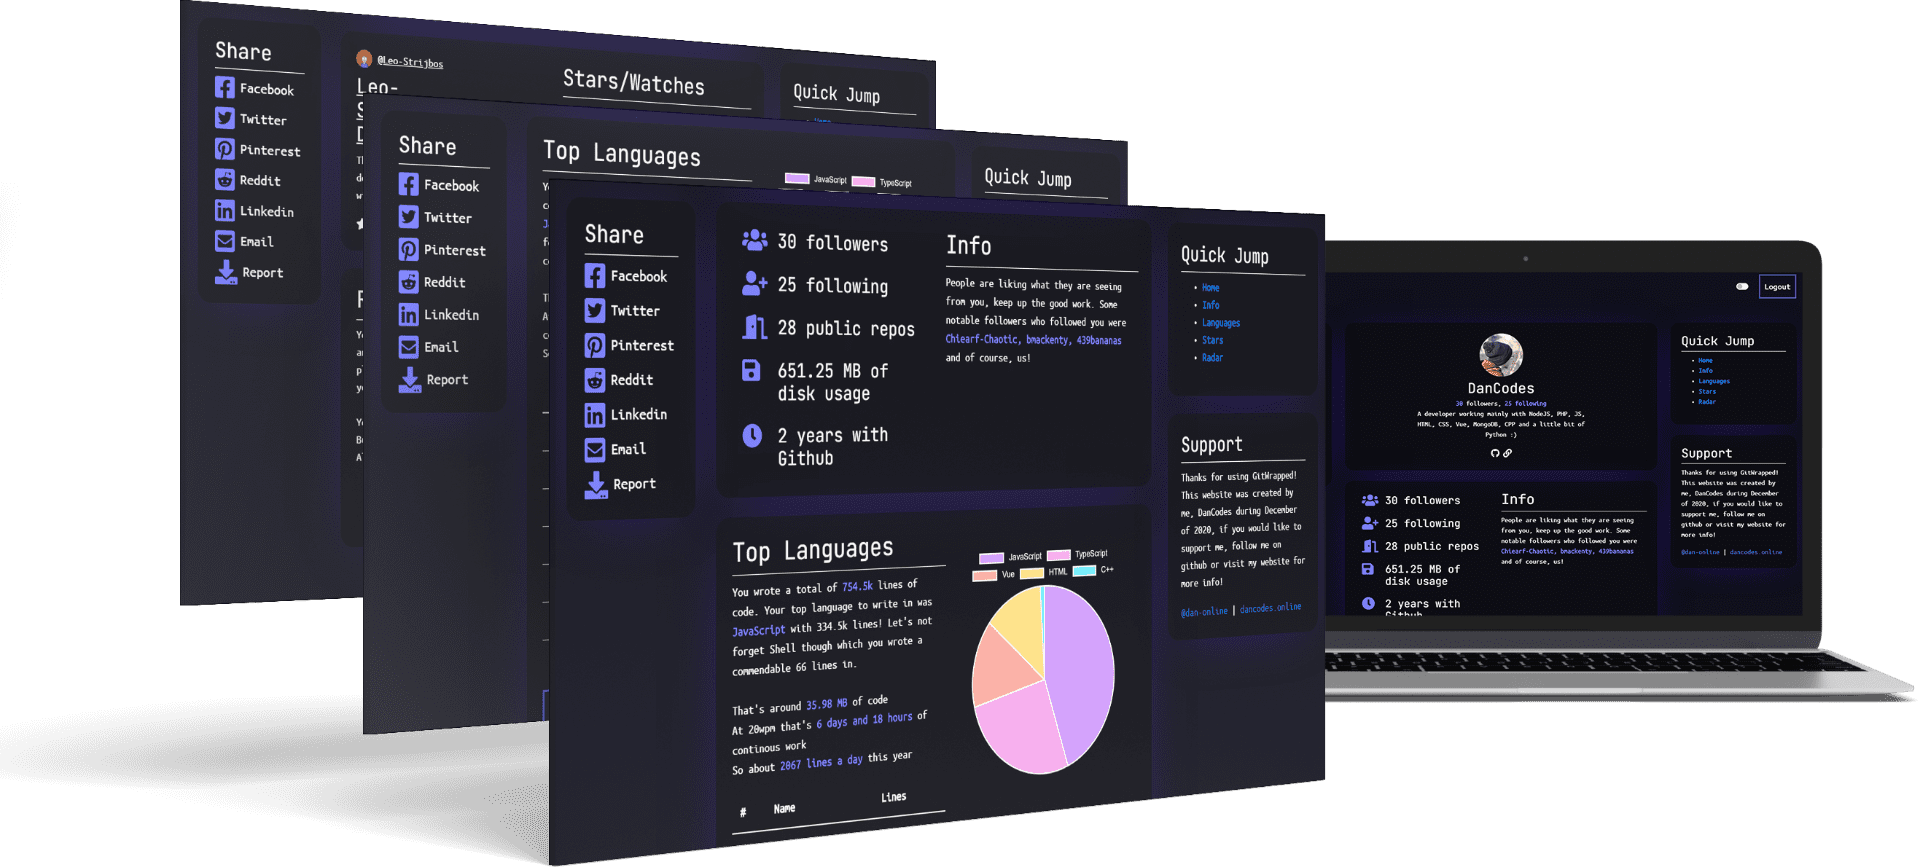 Share
Facebook
Twitter
Pinterest
Reddit
Linkedin
Email
Report
@Leo-Strijbos
Leo-
Stars/Watches
Quick Jump
Share
Facebook
Twitter
Pinterest
Reddit
Linkedin
Email
Report
Top Languages
JavaScript TypeScript
Quick Jump
Share
Facebook
Twitter
Pinterest
Reddit
Linkedin
Email
Report
30 followers
25 following
28 public repos
651.25 MB of
disk usage
2 years with
Github
Info
People are liking what they are seeing
from you, keep up the good work. Some
notable followers who followed you were
Chlearf-Chaotic, bmackenty, 439bananas
and of course, us!
Top Languages
You wrote a total of 754.5k lines of
code. Your top language to write in was
JavaScript with 334.5k lines! Let's not
forget Shell though which you wrote a
commendable 66 lines in.
That's around 35.98 MB of code
At 20wpm that's 6 days and 18 hours of
continous work
So about 2067 lines a day this year
# Name Lines
JavaScript TypeScript
Vue HTML C++
Quick Jump
Home
Info
Languages
Stars
Radar
Support
Thanks for using GitWrapped!
This website was created by
me, DanCodes during December
of 2020, if you would like to
support me, follow me on
github or visit my website for
more info!
@dan-online | dancodes.online
Logout
DanCodes
30 followers, 25 following
A developer working mainly with NodeJS, PHP, JS,
HTML, CSS, Vue, MongoDB, CPP and a little bit of
Python :)
30 followers
25 following
28 public repos
651.25 MB of
disk usage
2 years with
Github
Info
People are liking what they are seeing
from you, keep up the good work. Some
notable followers who followed you were
Chlearf-Chaotic, bmackenty, 439bananas
and of course, us!
Quick Jump
Home
Info
Languages
Stars
Radar
Support
Thanks for using GitWrapped!
This website was created by
me, DanCodes during December
of 2020, if you would like to
support me, follow me on
github or visit my website for
more info!
@dan-online | dancodes.online